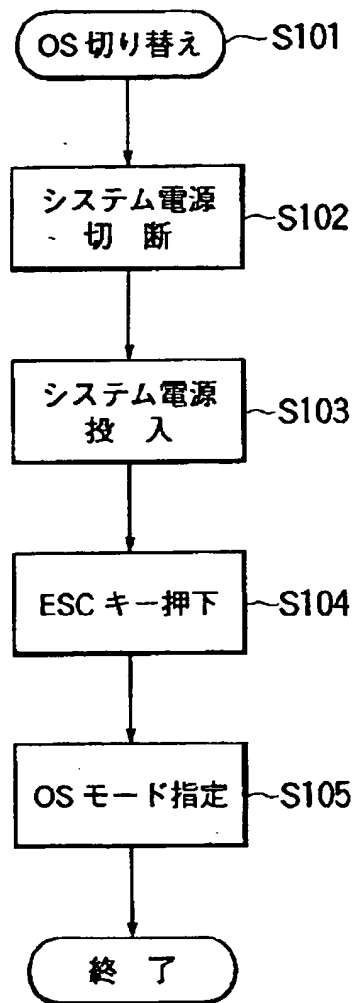 OS 切り替え S101
システム電源
切 断 S102
システム電源
投 入 S103
ESC キー押下 S104
OS モード指定 S105
終 了